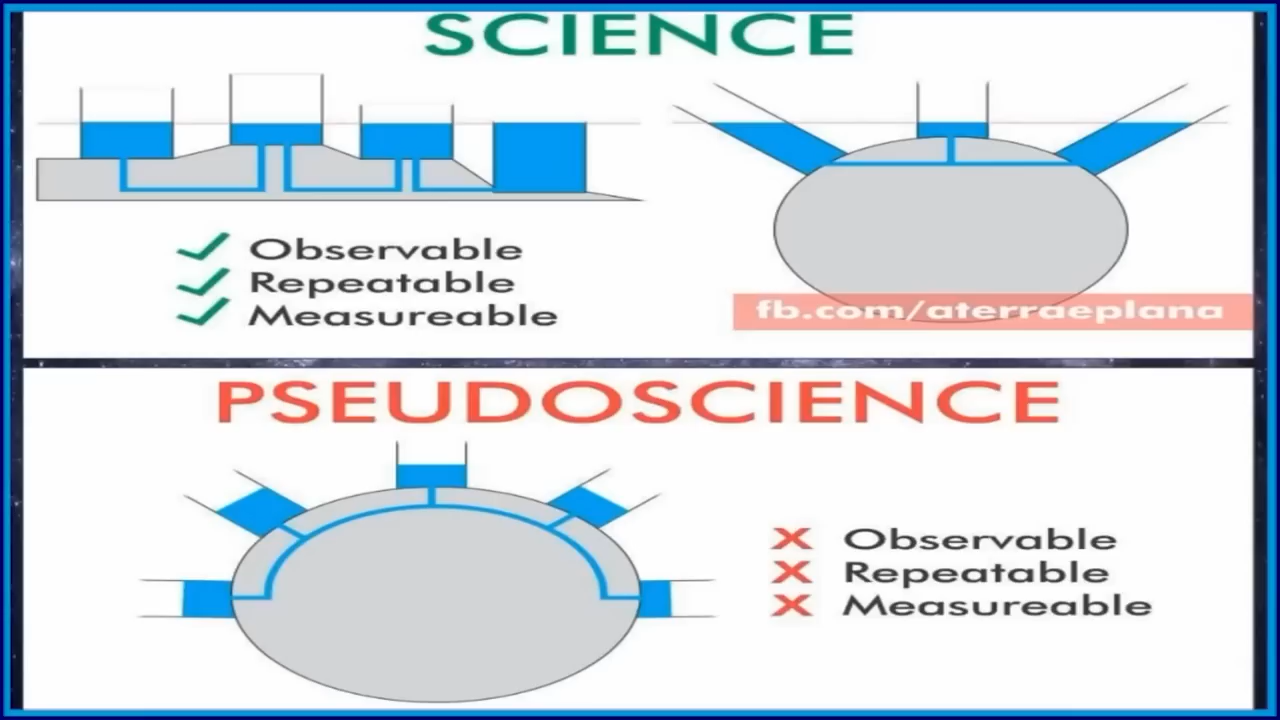 SCIENCE
Observable
Repeatable
Measureable
fb.com/aterraeplana
PSEUDOSCIENCE
X Observable
X Repeatable
X Measureable